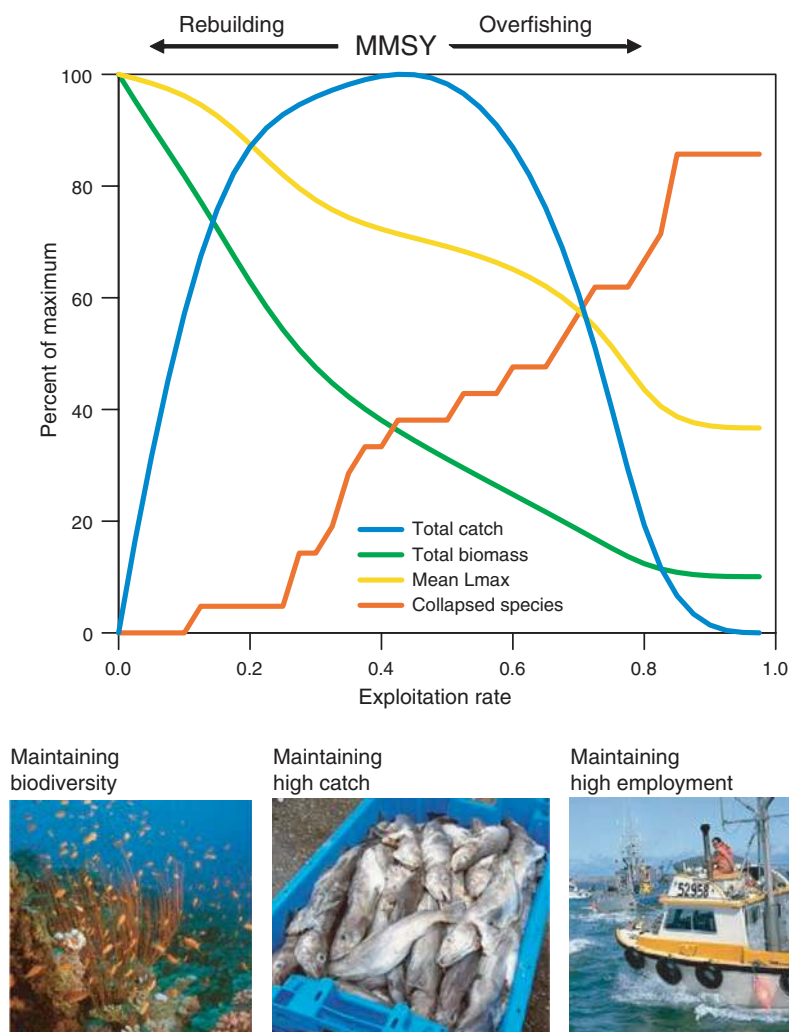 Rebuilding
Overfishing
MMSY
100
80
60
40
20
0
Percent of maximum
Total catch
Total biomass
Mean Lmax
Collapsed species
0.0
0.2
0.4
0.6
0.8
1.0
Exploitation rate
Maintaining
biodiversity
Maintaining
high catch
Maintaining
high employment
52958